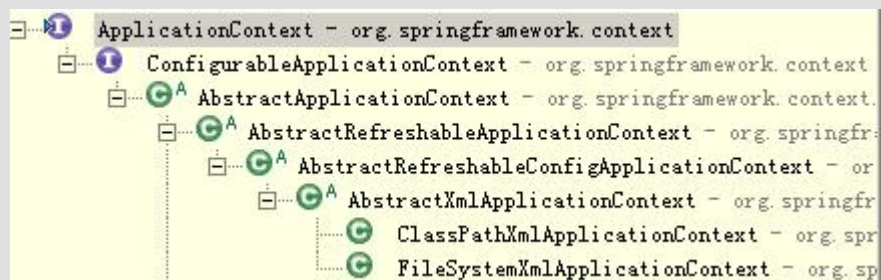 ApplicationContext - org.springframework.context
ConfigurableApplicationContext - org.springframework.context
AbstractApplicationContext - org.springframework.context.
AbstractRefreshableApplicationContext - org.springfr
AbstractRefreshableConfigApplicationContext - or
AbstractXmlApplicationContext - org.springfr
ClassPathXmlApplicationContext - org.spr
FileSystemXmlApplicationContext - org.sp